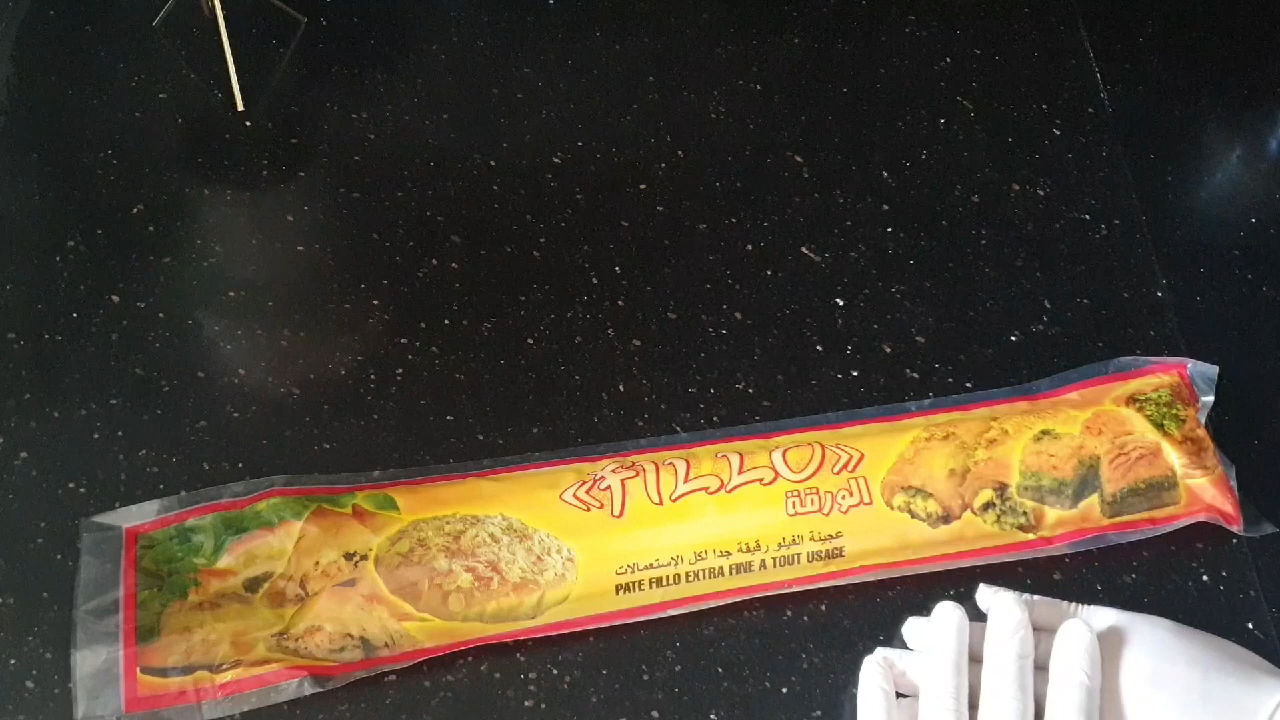 «FILLO»
الورقة
عجينة الفيلو رقيقة جدا لكل الإستعمالات
PATE FILLO EXTRA FINE A TOUT USAGE